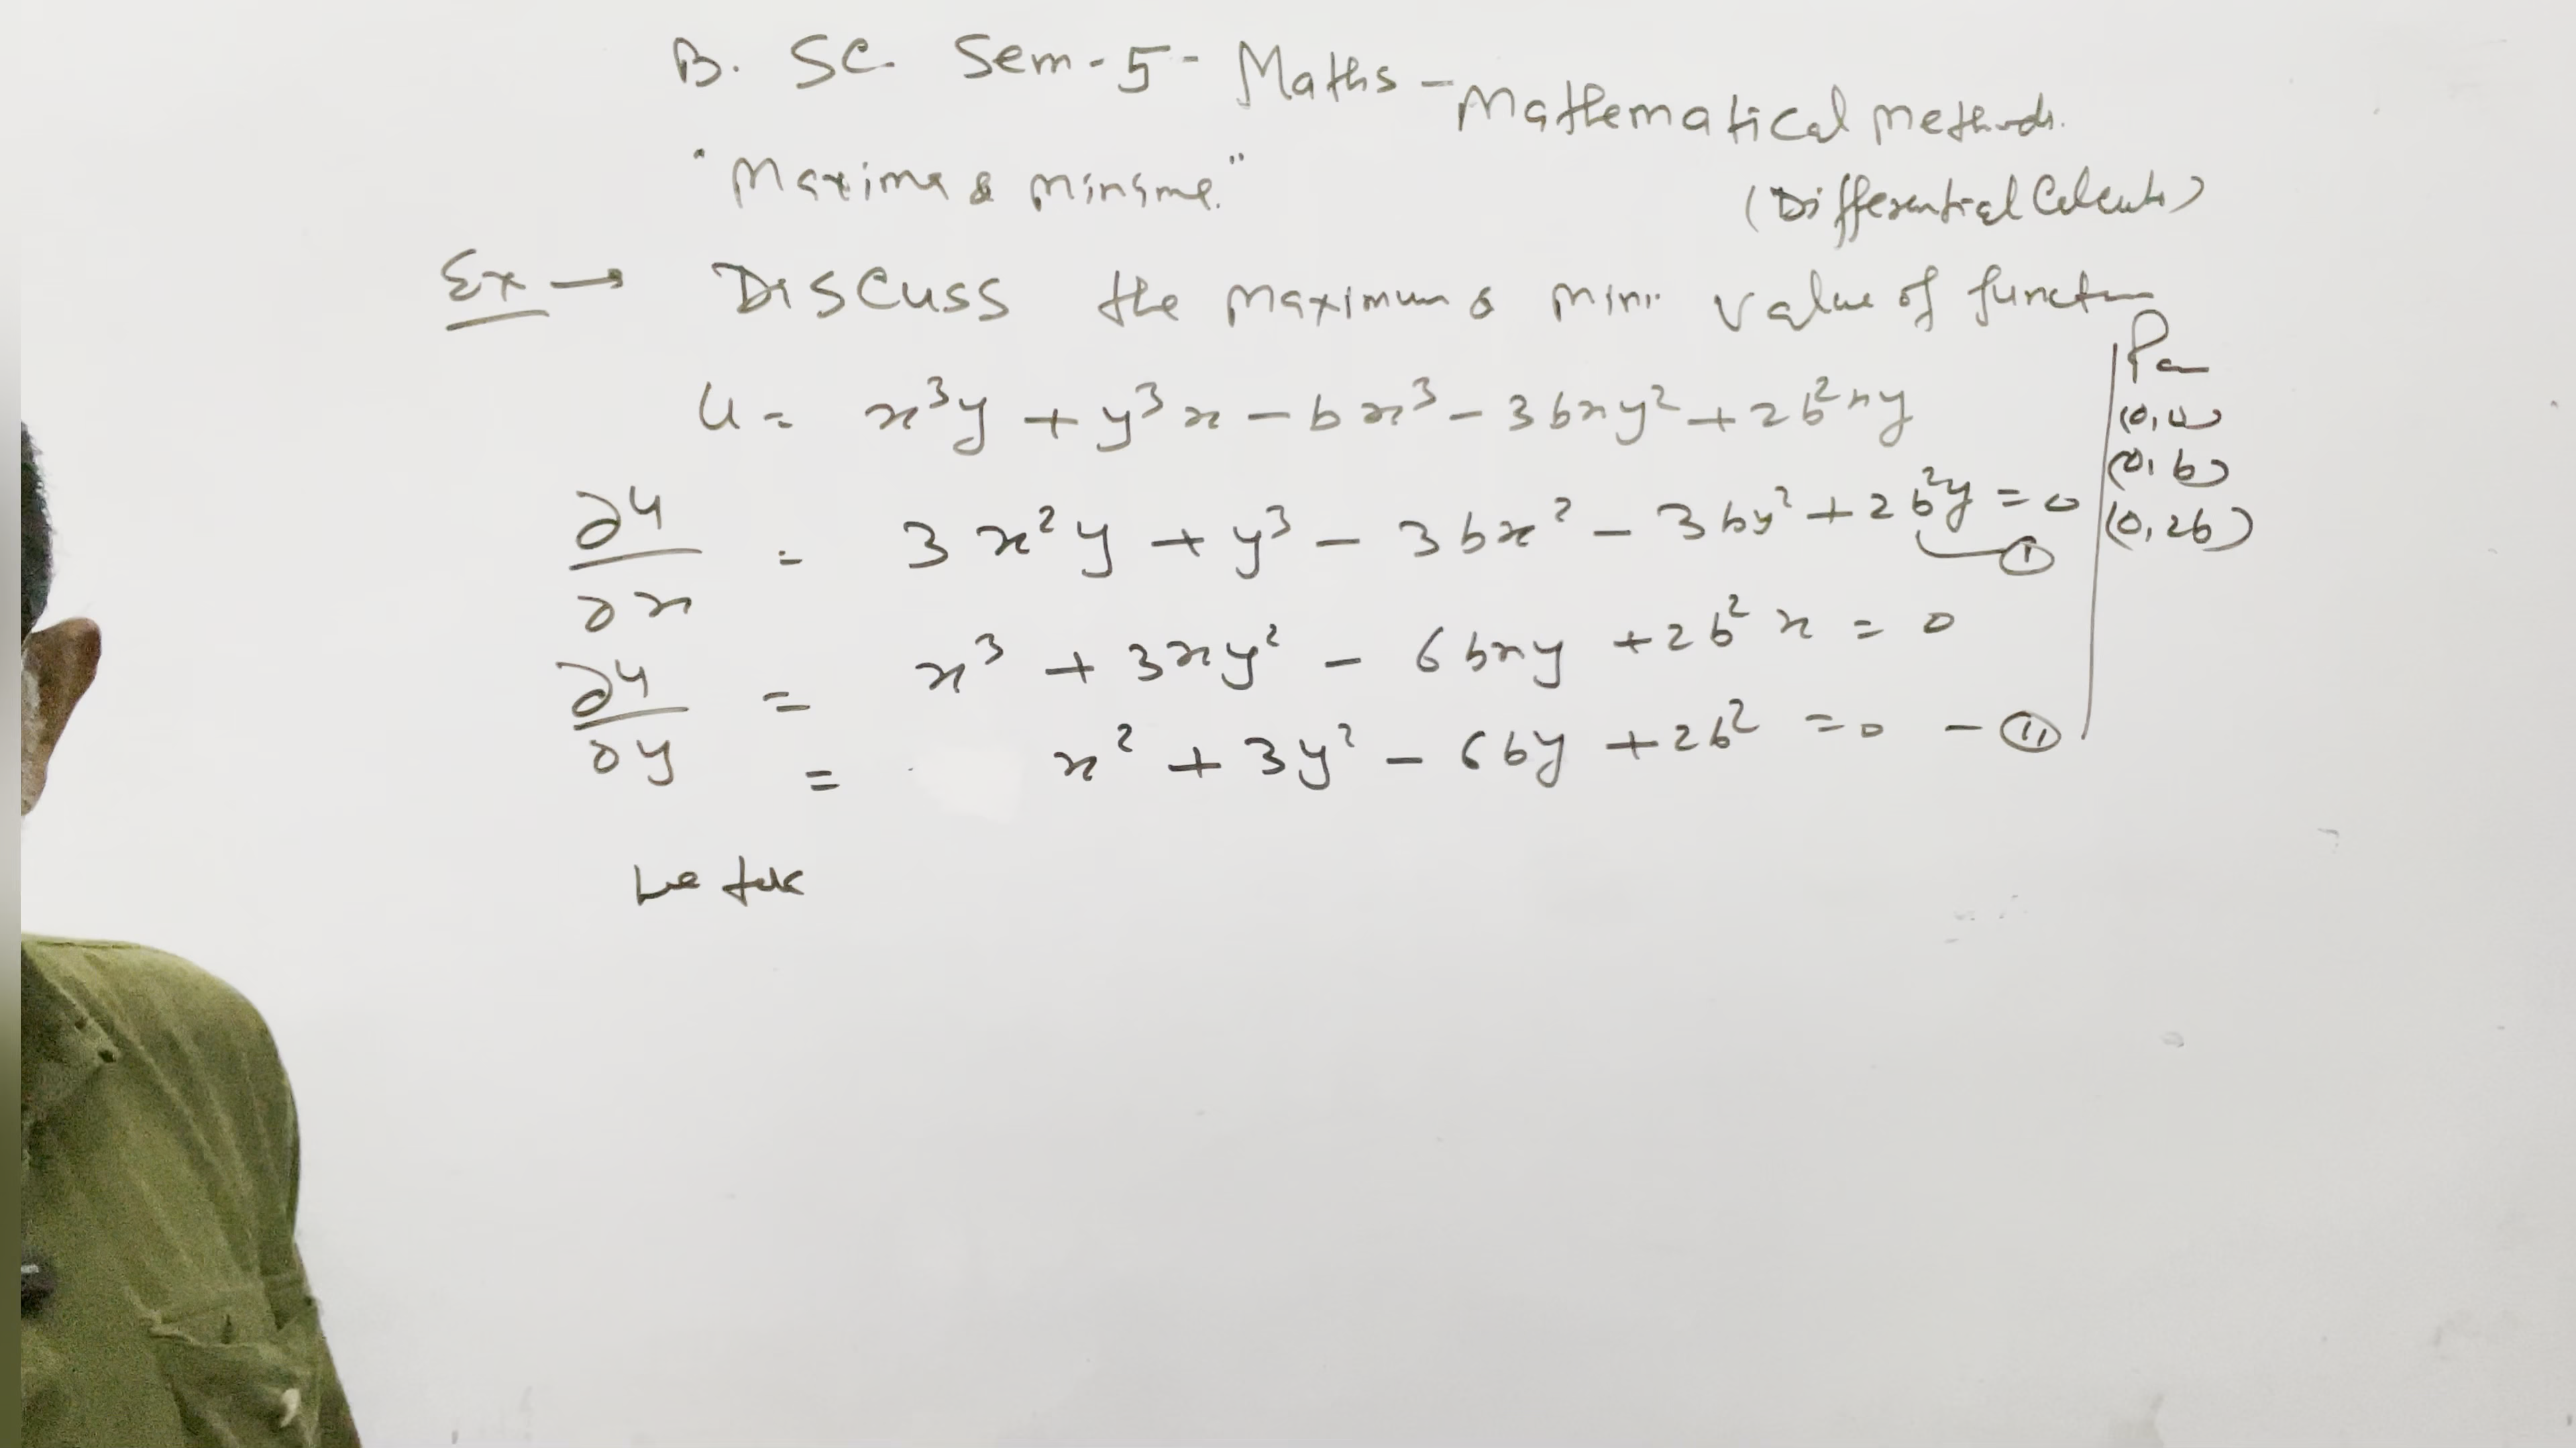 B. SC Sem-5- Maths - Mathematical Methods.
"Maxima & Minima."
(Differential Calculus)
Ex → Discuss the Maximum & Mini. value of function
u = x³y + y³x - bx³ - 3bxy² + 2b²xy
∂u/∂x = 3x²y + y³ - 3bx² - 3by² + 2b²y = 0 - ①
∂u/∂y = x³ + 3xy² - 6bxy + 2b²x = 0
= x² + 3y² - 6by + 2b² = 0 - ⑪
(0,0)
(0, b)
(0, 2b)